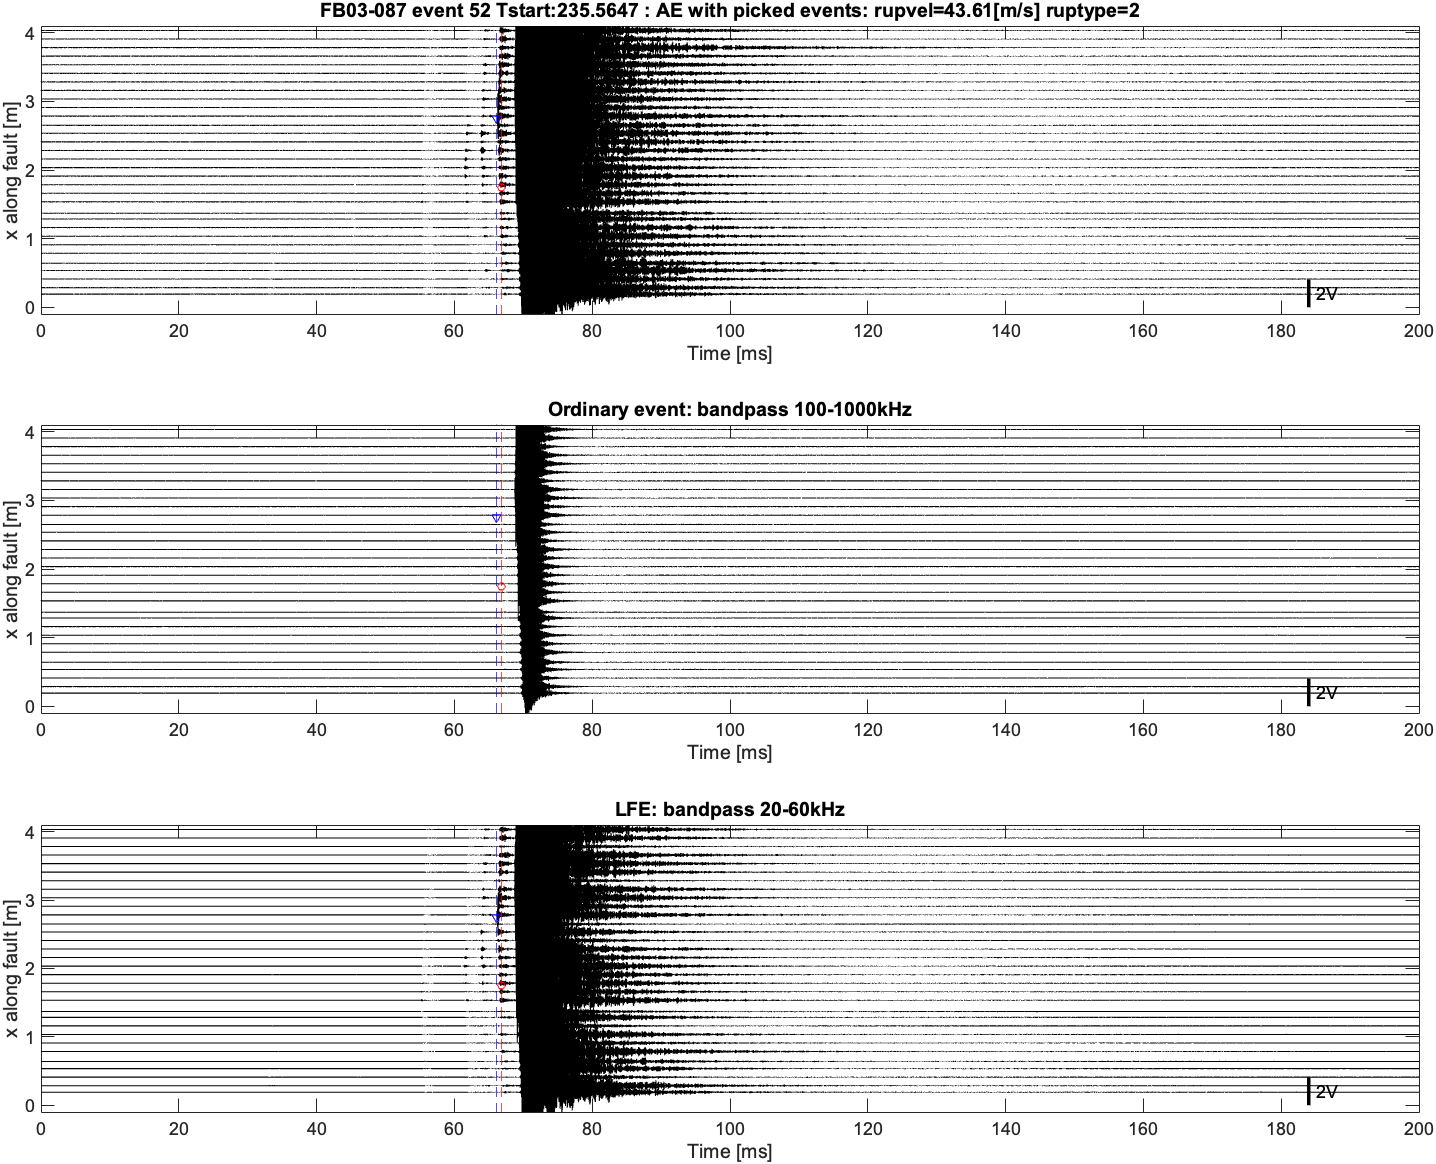 FB03-087 event 52 Tstart:235.5647 : AE with picked events: rupvel=43.61[m/s] ruptype=2
4
3
2
1
0
x along fault [m]
2V
0 20 40 60 80 100 120 140 160 180 200
Time [ms]
Ordinary event: bandpass 100-1000kHz
4
3
2
1
0
x along fault [m]
2V
0 20 40 60 80 100 120 140 160 180 200
Time [ms]
LFE: bandpass 20-60kHz
4
3
2
1
0
x along fault [m]
2V
0 20 40 60 80 100 120 140 160 180 200
Time [ms]